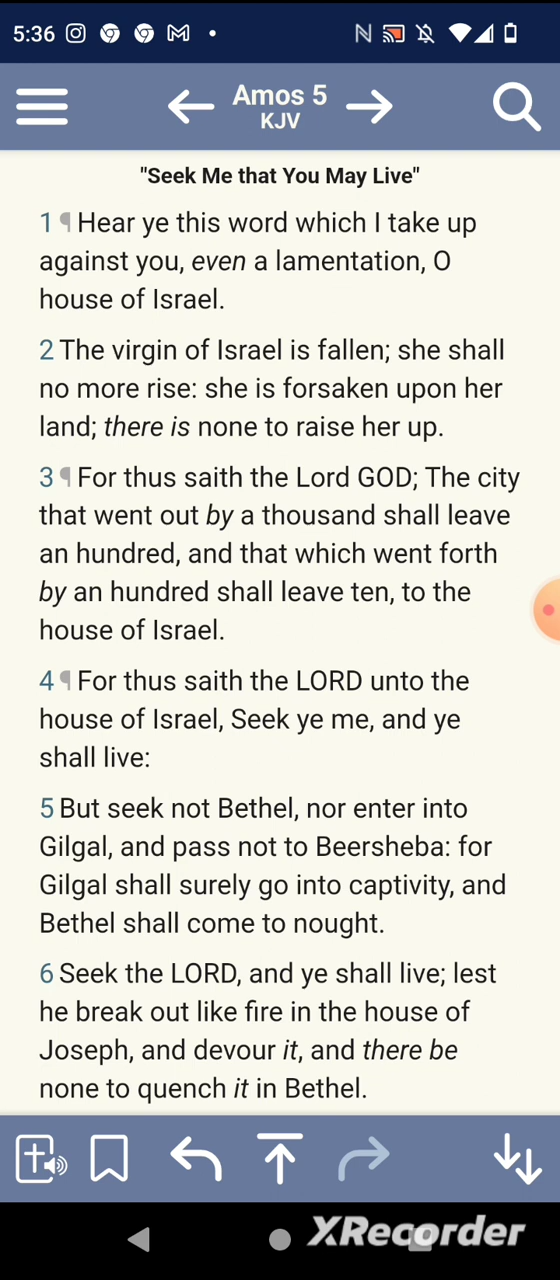 5:36
Amos 5
KJV
"Seek Me that You May Live"
1 ¶ Hear ye this word which I take up
against you, even a lamentation, O
house of Israel.
2 The virgin of Israel is fallen; she shall
no more rise: she is forsaken upon her
land; there is none to raise her up.
3 ¶ For thus saith the Lord GOD; The city
that went out by a thousand shall leave
an hundred, and that which went forth
by an hundred shall leave ten, to the
house of Israel.
4 ¶ For thus saith the LORD unto the
house of Israel, Seek ye me, and ye
shall live:
5 But seek not Bethel, nor enter into
Gilgal, and pass not to Beersheba: for
Gilgal shall surely go into captivity, and
Bethel shall come to nought.
6 Seek the LORD, and ye shall live; lest
he break out like fire in the house of
Joseph, and devour it, and there be
none to quench it in Bethel.
XRecorder